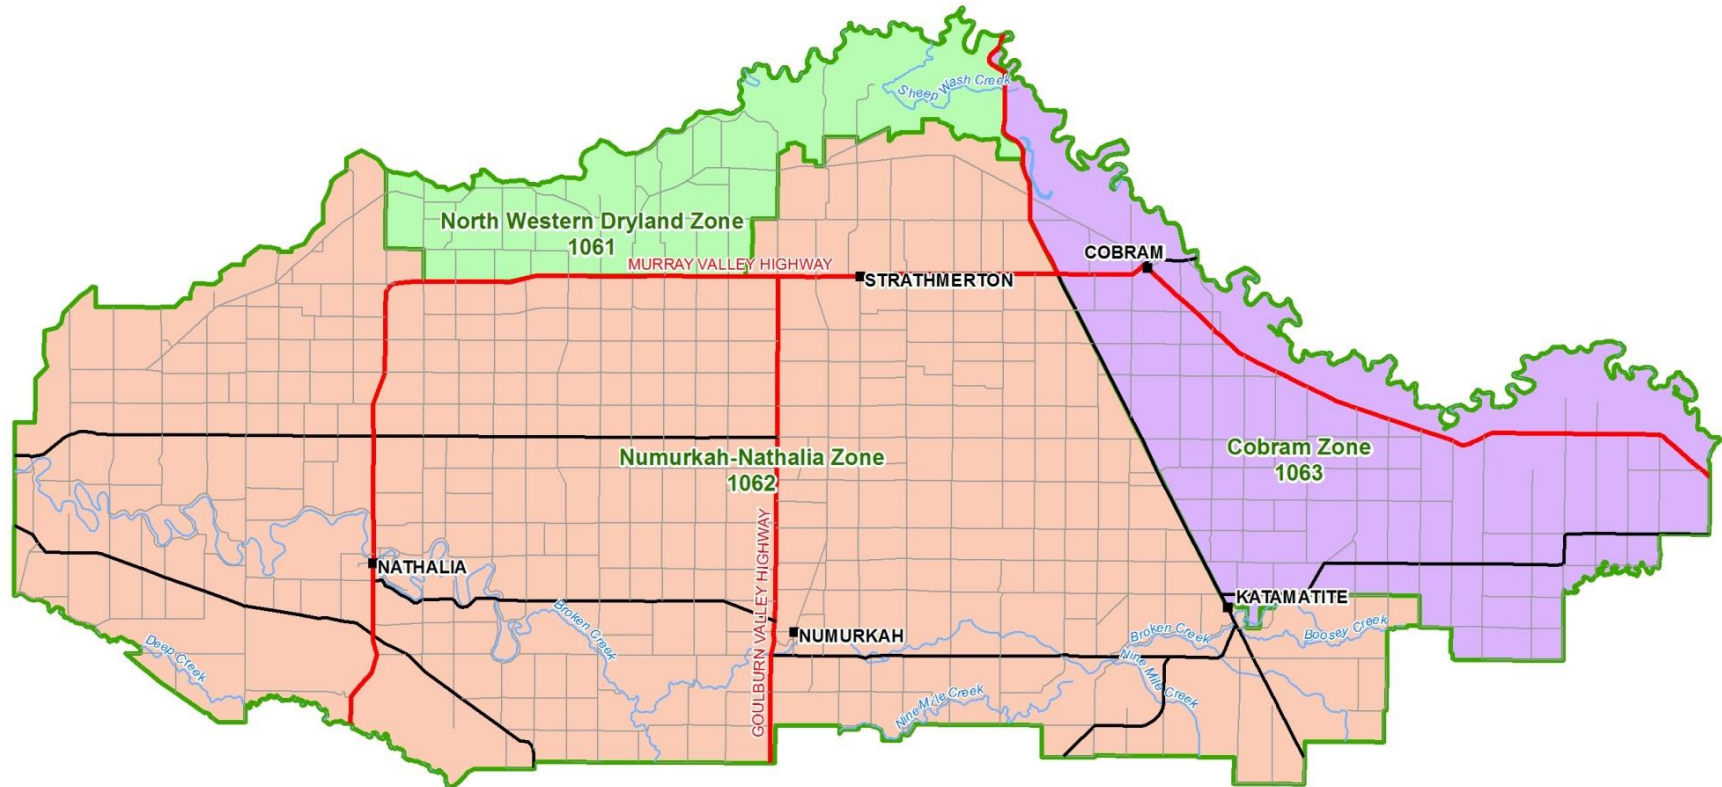 Sheep Wash Creek
North Western Dryland Zone
1061
MURRAY VALLEY HIGHWAY
COBRAM
STRATHMERTON
Numurkah-Nathalia Zone
1062
Cobram Zone
1063
GOULBURN VALLEY HIGHWAY
NATHALIA
KATAMATITE
Broken Creek
NUMURKAH
Broken Creek
Boosey Creek
Deep Creek
Nine Mile Creek
Nine Mile Creek